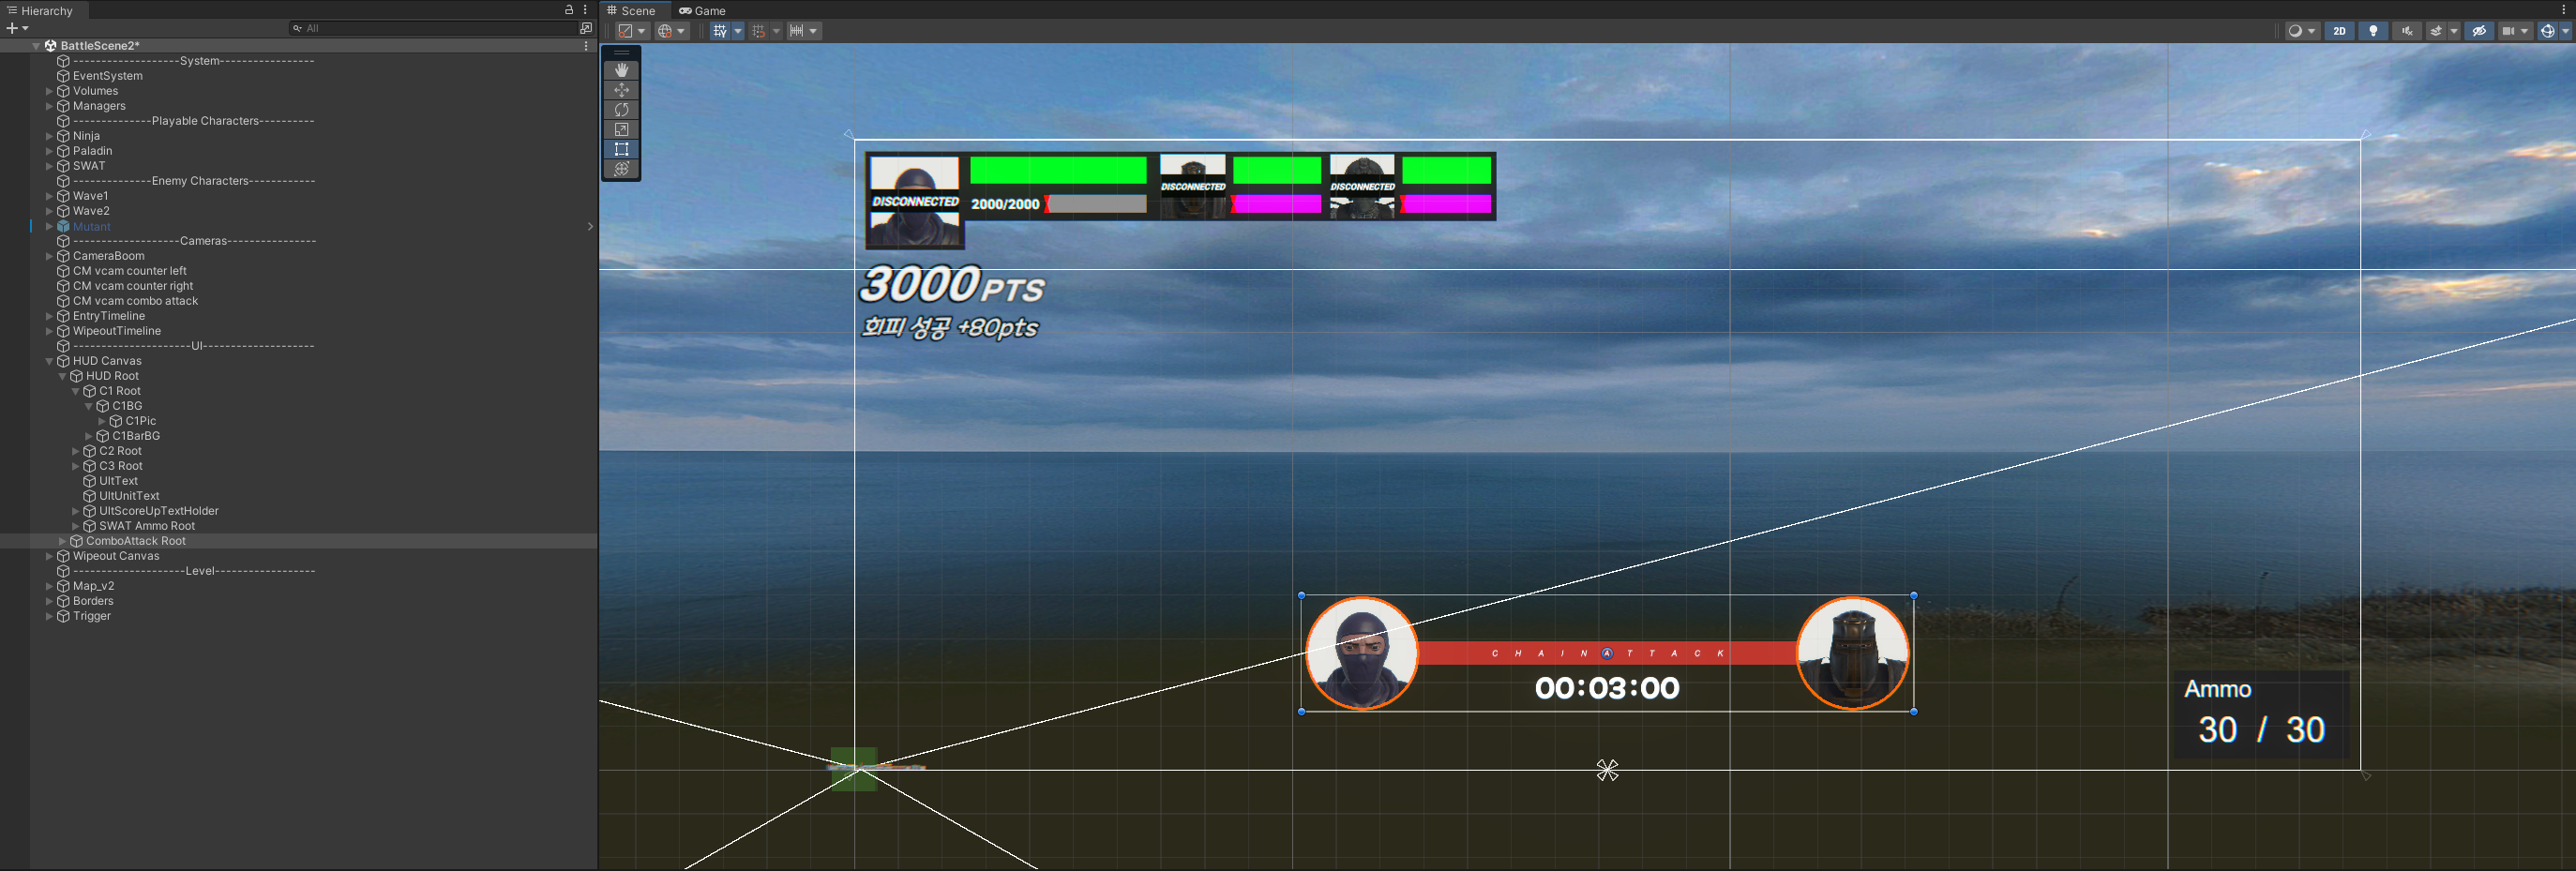 Hierarchy
All
BattleScene2*
-------------------System-----------------
EventSystem
Volumes
Managers
--------------Playable Characters----------
Ninja
Paladin
SWAT
--------------Enemy Characters------------
Wave1
Wave2
Mutant
-------------------Cameras----------------
CameraBoom
CM vcam counter left
CM vcam counter right
CM vcam combo attack
EntryTimeline
WipeoutTimeline
---------------------UI--------------------
HUD Canvas
HUD Root
C1 Root
C1BG
C1Pic
C1BarBG
C2 Root
C3 Root
UltText
UltUnitText
UltScoreUpTextHolder
SWAT Ammo Root
ComboAttack Root
Wipeout Canvas
--------------------Level------------------
Map_v2
Borders
Trigger
Scene
Game
2D
DISCONNECTED
2000/2000
DISCONNECTED
DISCONNECTED
3000 PTS
회피 성공 +80pts
C H A I N A T T A C K
00:03:00
Ammo
30 / 30